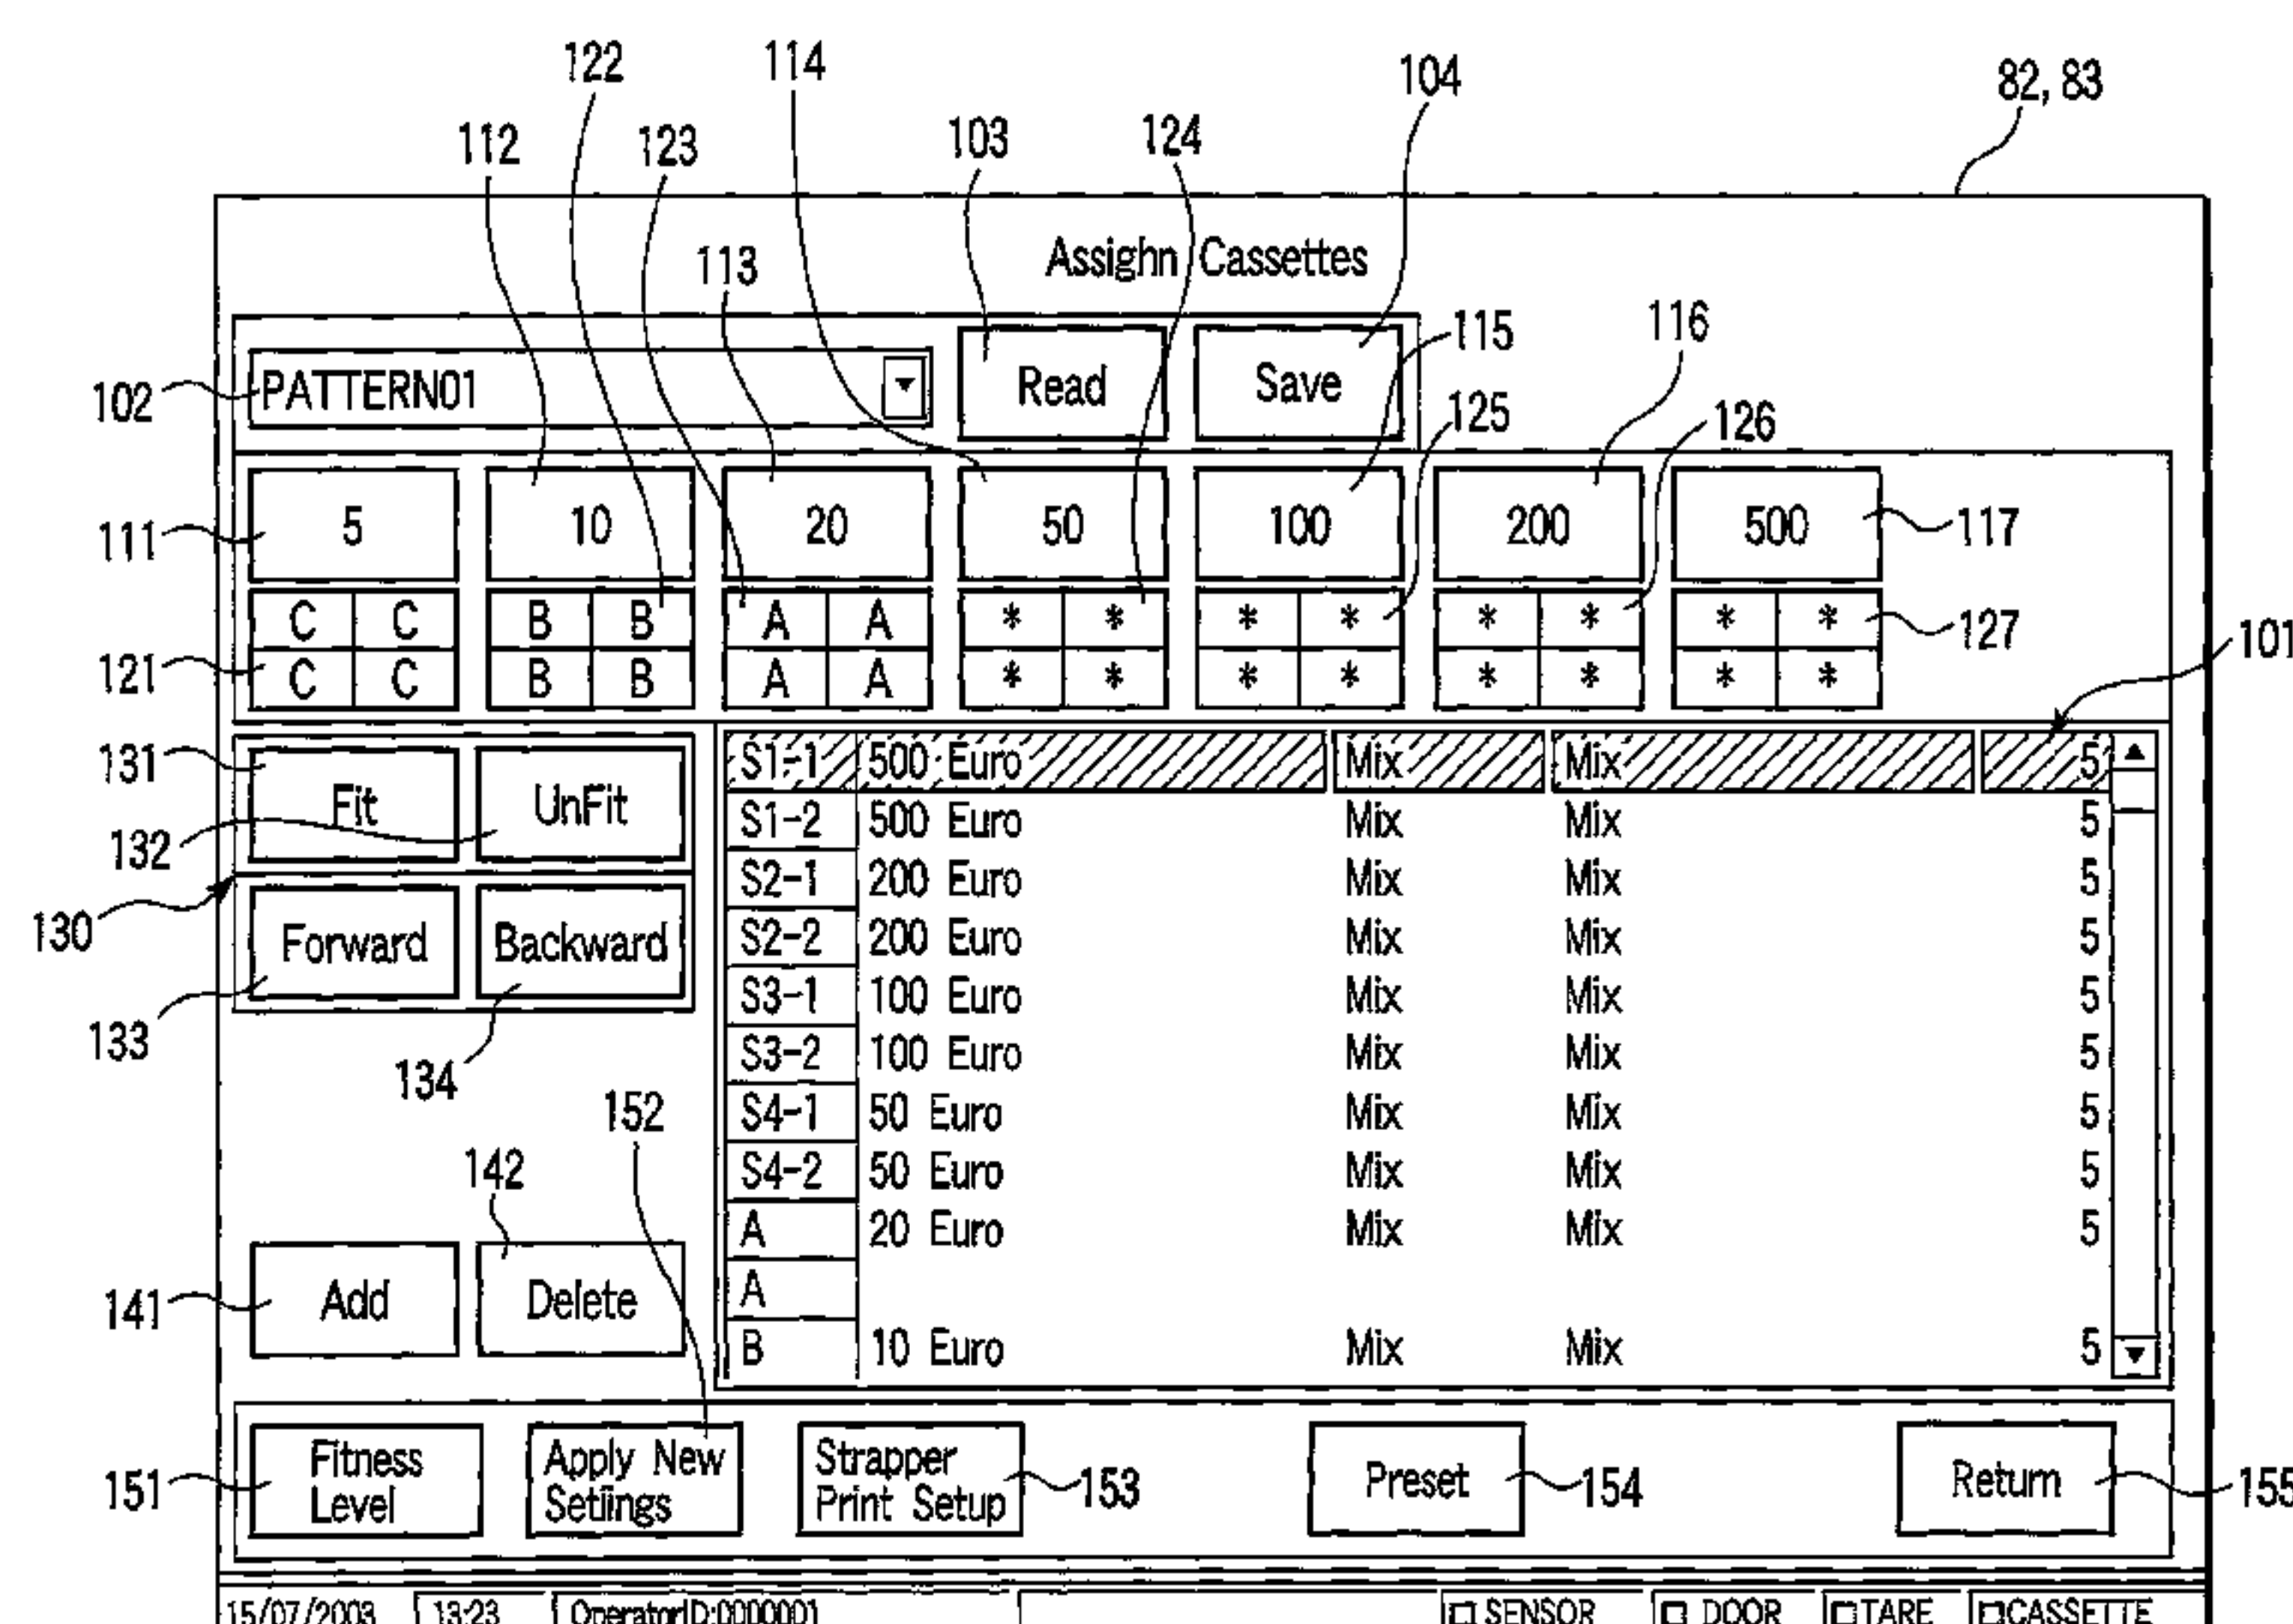 122 114 104 82, 83
112 123 103 124
Assighn Cassettes
113 116
115
102 PATTERN01 Read Save
125 126
111 5 10 20 50 100 200 500 117
C C B B A A * * * * * * * * 127
101
121 C C B B A A * * * * * * * *
131 Fit UnFit S1-1 500 Euro Mix Mix 5
132 S1-2 500 Euro Mix Mix 5
S2-1 200 Euro Mix Mix 5
130 Forward Backward S2-2 200 Euro Mix Mix 5
S3-1 100 Euro Mix Mix 5
133 S3-2 100 Euro Mix Mix 5
134
152 S4-1 50 Euro Mix Mix 5
142 S4-2 50 Euro Mix Mix 5
A 20 Euro Mix Mix 5
141 Add Delete A
B 10 Euro Mix Mix 5
151 Fitness Level
Apply New Setiings
Strapper Print Setup 153
Preset 154
Return 155
15/07/2003 13:23 OperatorID:0000001 SENSOR DOOR TARE CASSETTE